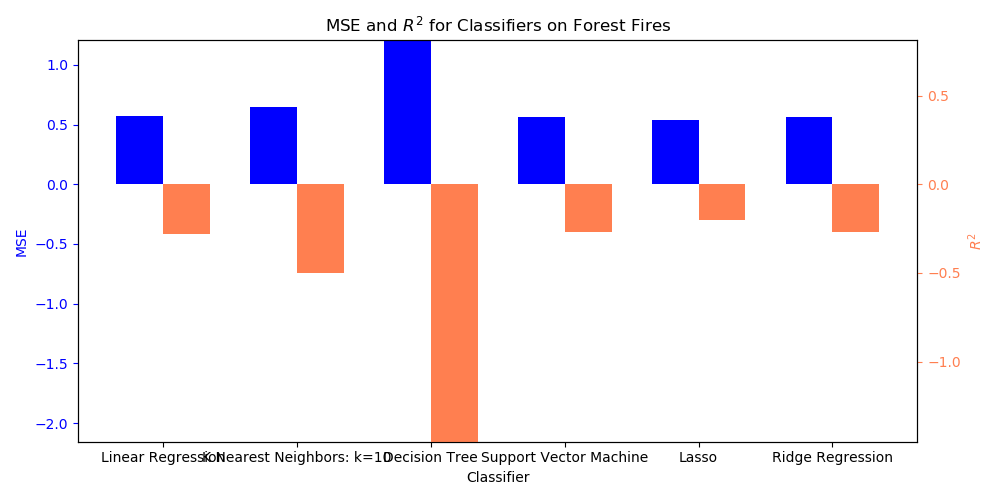 MSE and R² for Classifiers on Forest Fires
1.0
0.5
0.0
−0.5
−1.0
−1.5
−2.0
MSE
0.5
0.0
−0.5
−1.0
R²
Linear Regression
K Nearest Neighbors: k=10
Decision Tree
Support Vector Machine
Lasso
Ridge Regression
Classifier